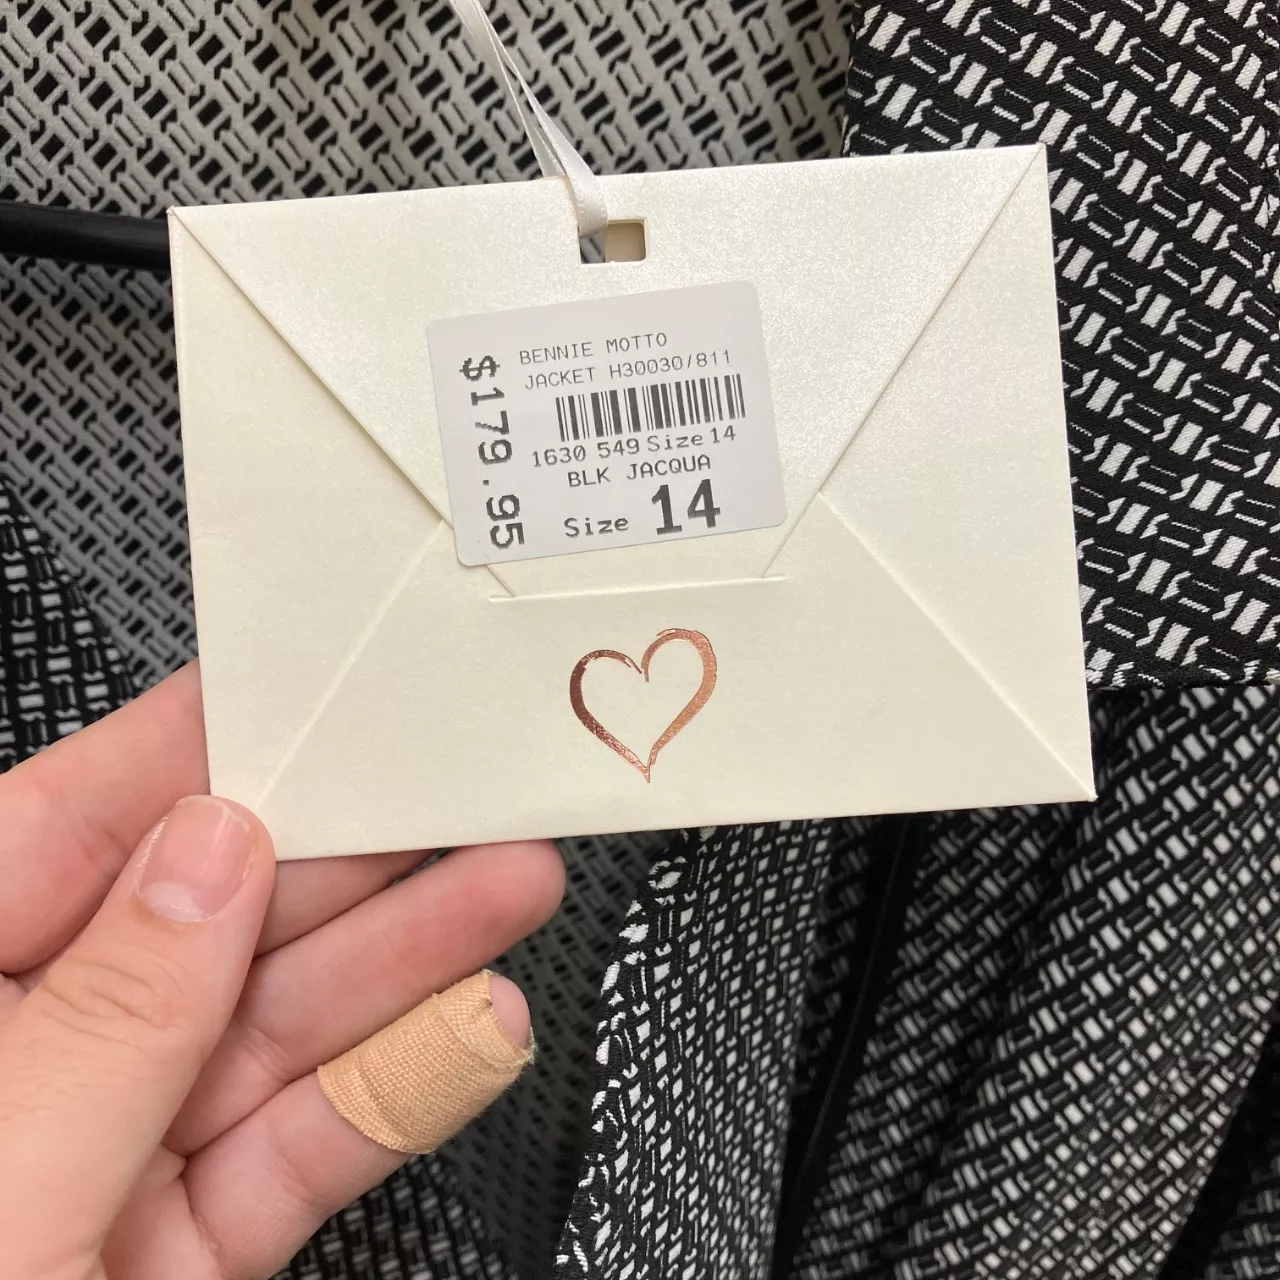 BENNIE MOTTO
JACKET H30030/811
1630 549 Size 14
BLK JACQUA
Size 14
$179.95